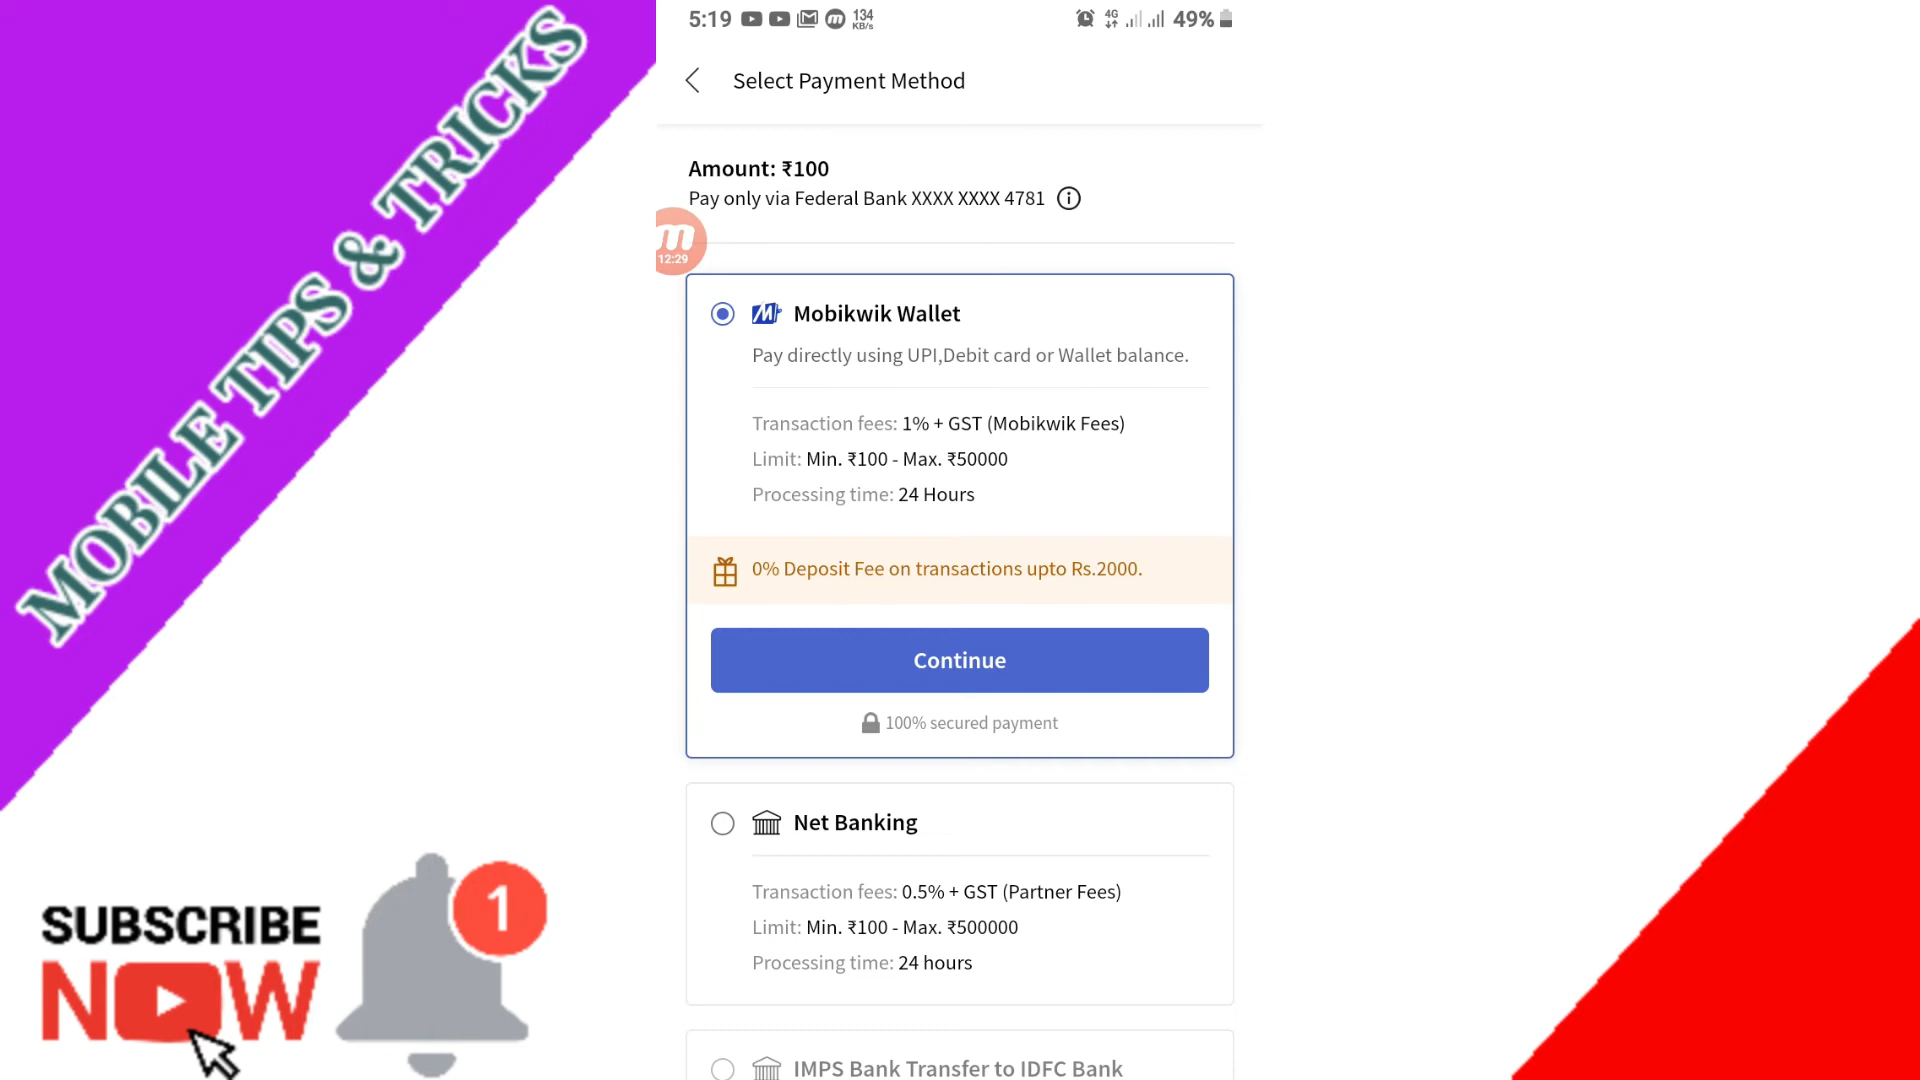 MOBILE TIPS & TRICKS
5:19
134
KB/s
4G
49%
Select Payment Method
Amount: ₹100
Pay only via Federal Bank XXXX XXXX 4781
m
12:29
Mobikwik Wallet
Pay directly using UPI,Debit card or Wallet balance.
Transaction fees: 1% + GST (Mobikwik Fees)
Limit: Min. ₹100 - Max. ₹50000
Processing time: 24 Hours
0% Deposit Fee on transactions upto Rs.2000.
Continue
100% secured payment
Net Banking
Transaction fees: 0.5% + GST (Partner Fees)
Limit: Min. ₹100 - Max. ₹500000
Processing time: 24 hours
IMPS Bank Transfer to IDFC Bank
SUBSCRIBE
NOW
1